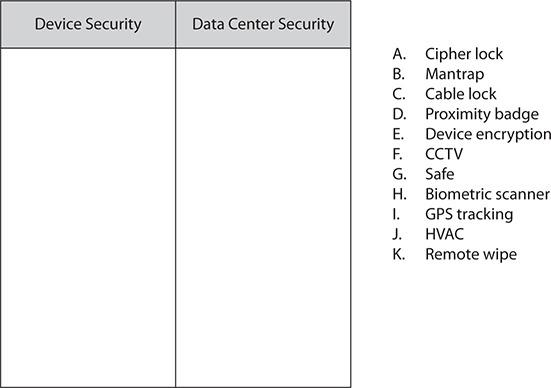 Device Security
Data Center Security
A. Cipher lock
B. Mantrap
C. Cable lock
D. Proximity badge
E. Device encryption
F. CCTV
G. Safe
H. Biometric scanner
I. GPS tracking
J. HVAC
K. Remote wipe